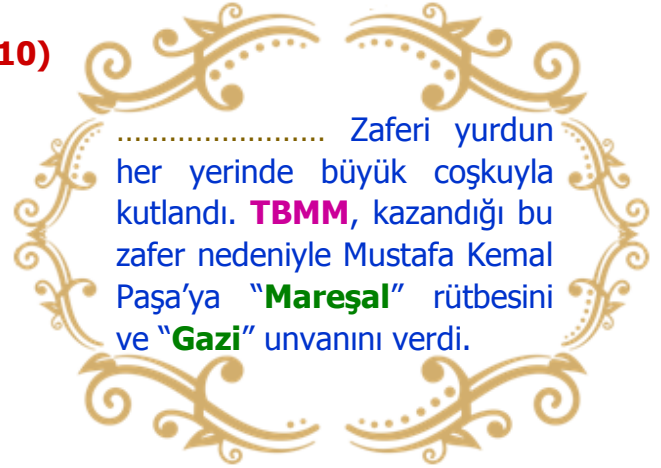 10)
........................ Zaferi yurdun
her yerinde büyük coşkuyla
kutlandı. TBMM, kazandığı bu
zafer nedeniyle Mustafa Kemal
Paşa’ya “Mareşal” rütbesini
ve “Gazi” unvanını verdi.